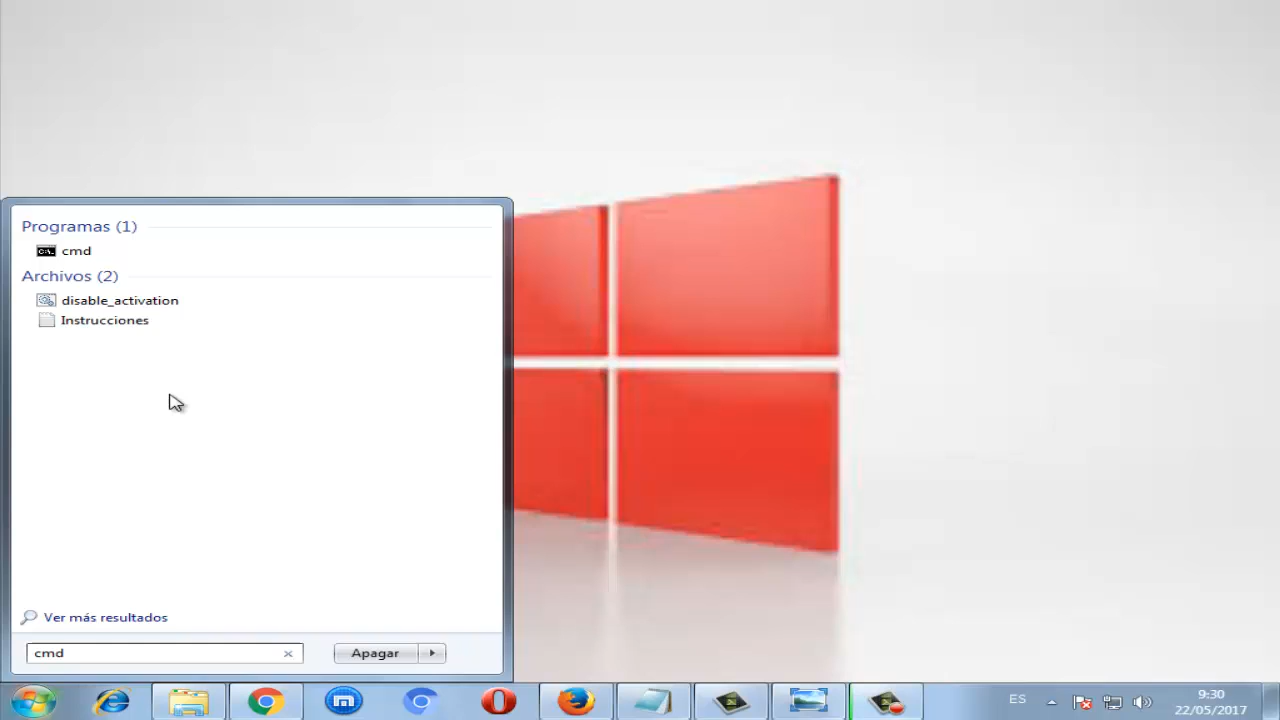 Programas (1)
cmd
Archivos (2)
disable_activation
Instrucciones
Ver más resultados
cmd
Apagar
ES
9:30
22/05/2017